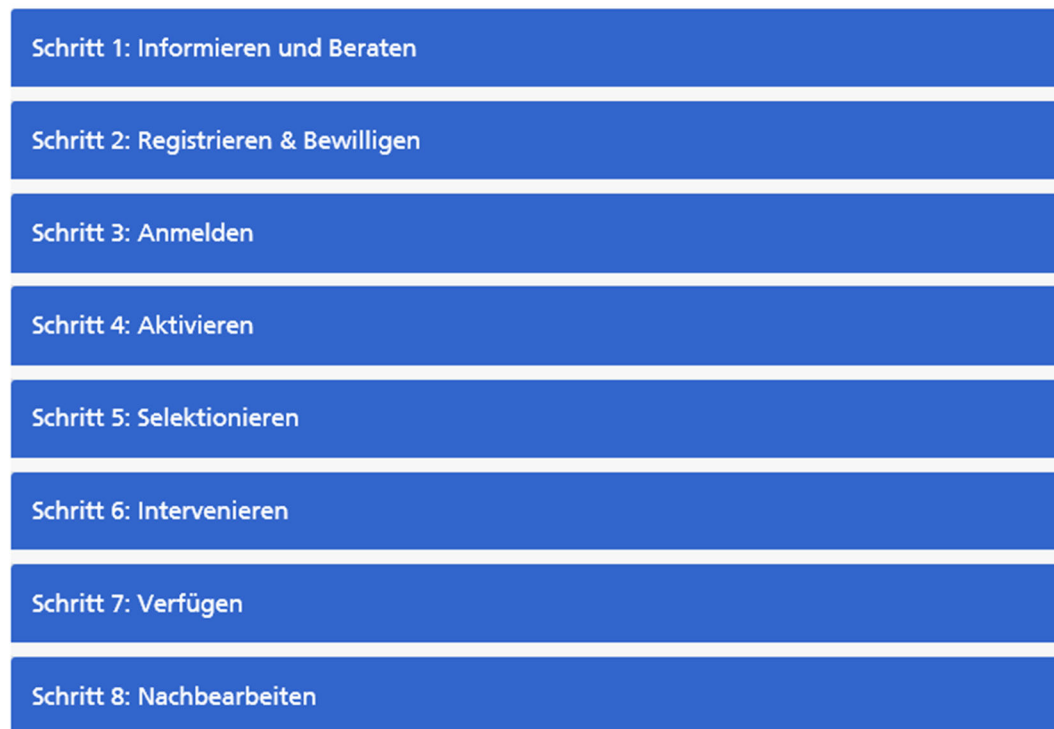 Schritt 1: Informieren und Beraten
Schritt 2: Registrieren & Bewilligen
Schritt 3: Anmelden
Schritt 4: Aktivieren
Schritt 5: Selektionieren
Schritt 6: Intervenieren
Schritt 7: Verfügen
Schritt 8: Nachbearbeiten